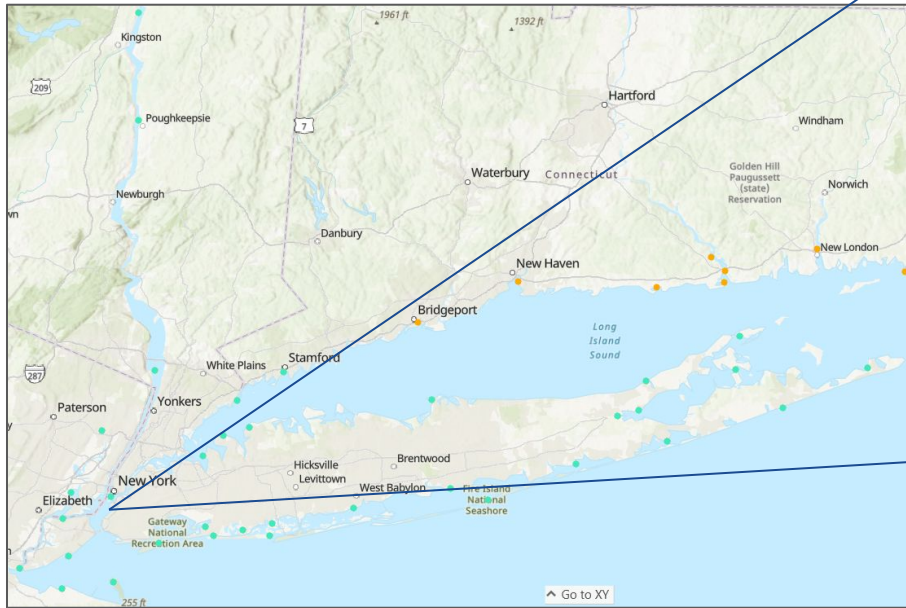 1961 ft
1392 ft
Kingston
209
Hartford
Poughkeepsie
7
Windham
Waterbury
Connecticut
Golden Hill
Paugussett
(state)
Reservation
Norwich
Newburgh
wn
Danbury
New London
New Haven
Bridgeport
Long
Island
Sound
Stamford
White Plains
287
Paterson
Yonkers
y
Brentwood
Hicksville
Levittown
New York
West Babylon
Fire Island
National
Seashore
Elizabeth
Gateway
National
Recreation Area
n
Go to XY
255 ft